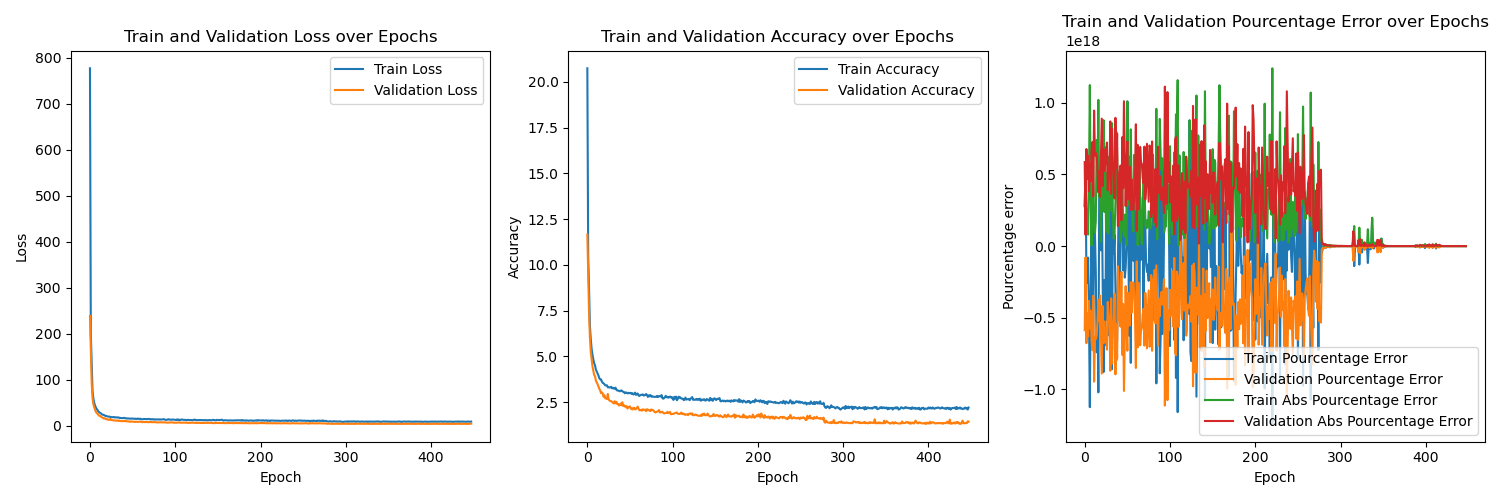 Train and Validation Loss over Epochs
800
700
600
500
400
300
200
100
0
Loss
0 100 200 300 400
Epoch
Train Loss
Validation Loss
Train and Validation Accuracy over Epochs
20.0
17.5
15.0
12.5
10.0
7.5
5.0
2.5
Accuracy
0 100 200 300 400
Epoch
Train Accuracy
Validation Accuracy
Train and Validation Pourcentage Error over Epochs
1e18
1.0
0.5
0.0
−0.5
−1.0
Pourcentage error
0 100 200 300 400
Epoch
Train Pourcentage Error
Validation Pourcentage Error
Train Abs Pourcentage Error
Validation Abs Pourcentage Error